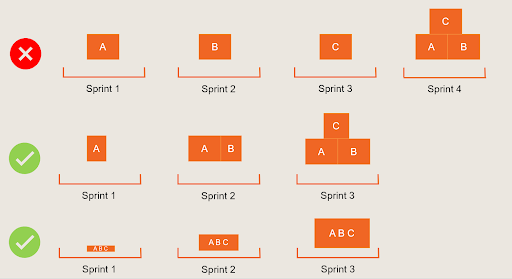 C
A B C A B
Sprint 1 Sprint 2 Sprint 3 Sprint 4
C
A A B A B
Sprint 1 Sprint 2 Sprint 3
A B C A B C A B C
Sprint 1 Sprint 2 Sprint 3